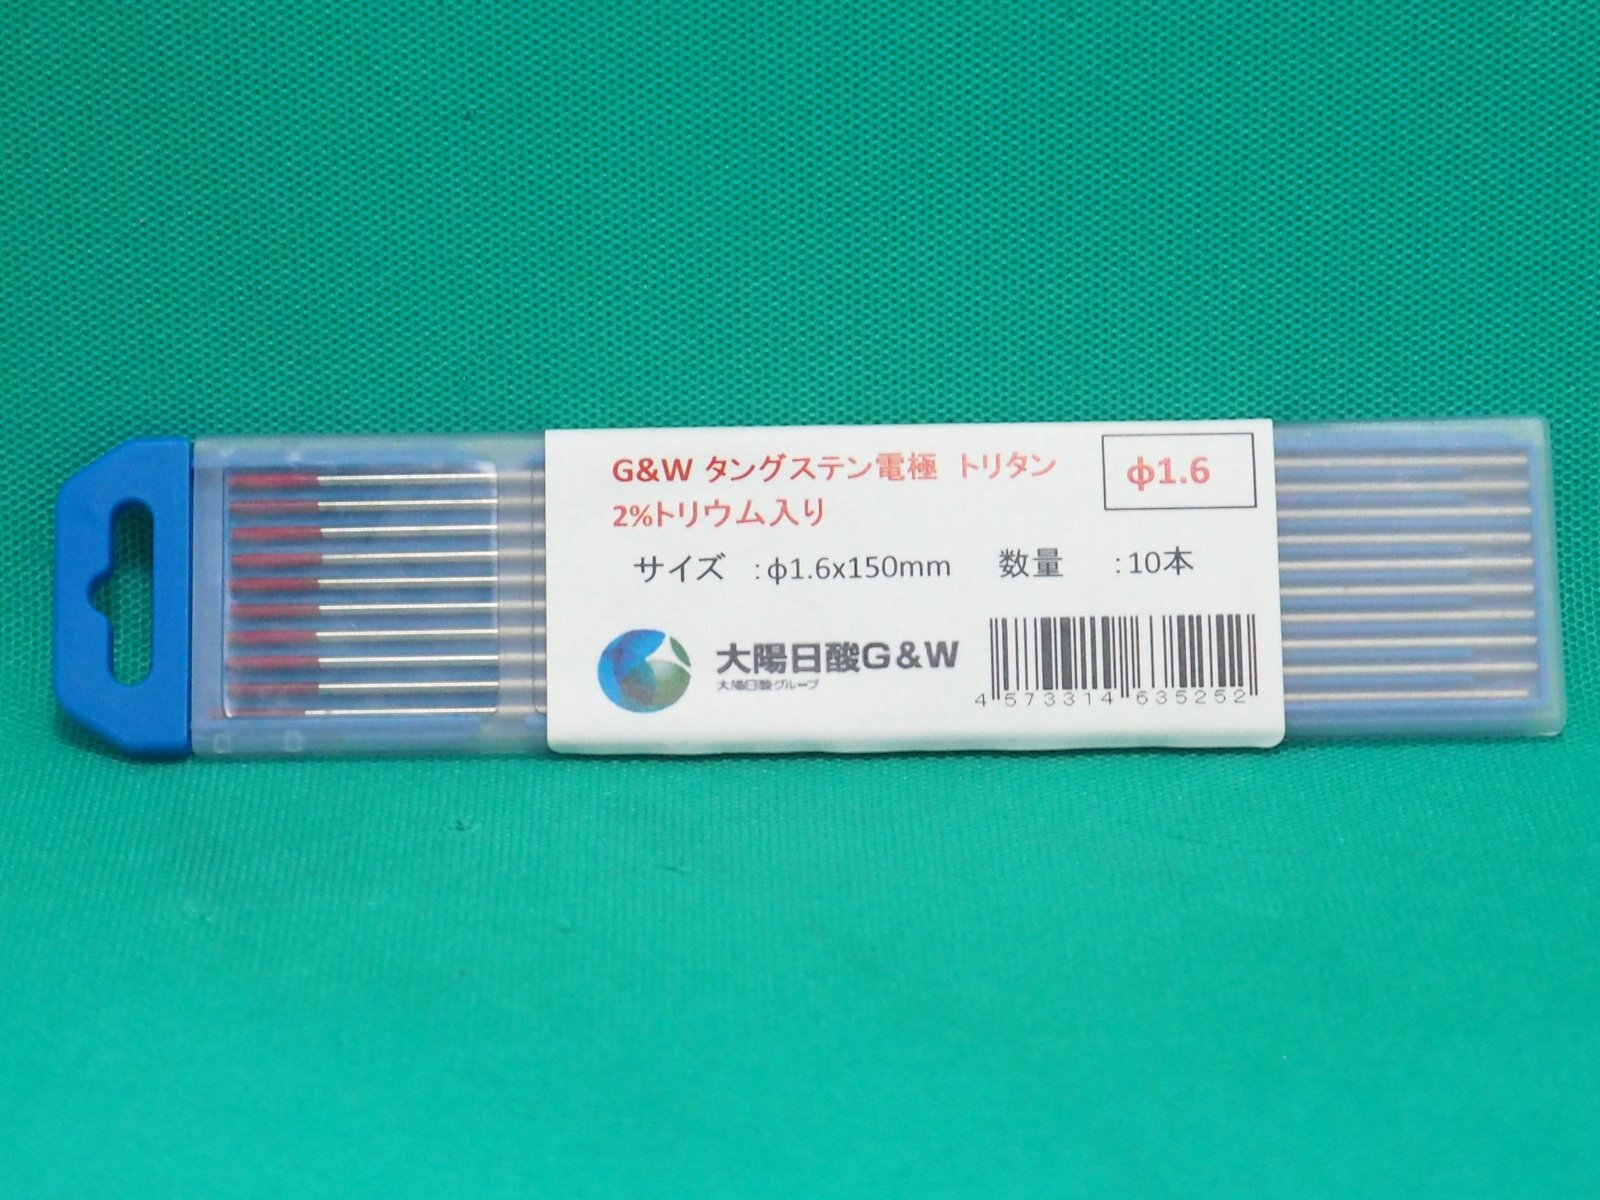 G&W タングステン電極 トリタン
φ1.6
2%トリウム入り
サイズ :φ1.6x150mm 数量 :10本
大陽日酸G&W
大陽日酸グループ
4 573314 635252